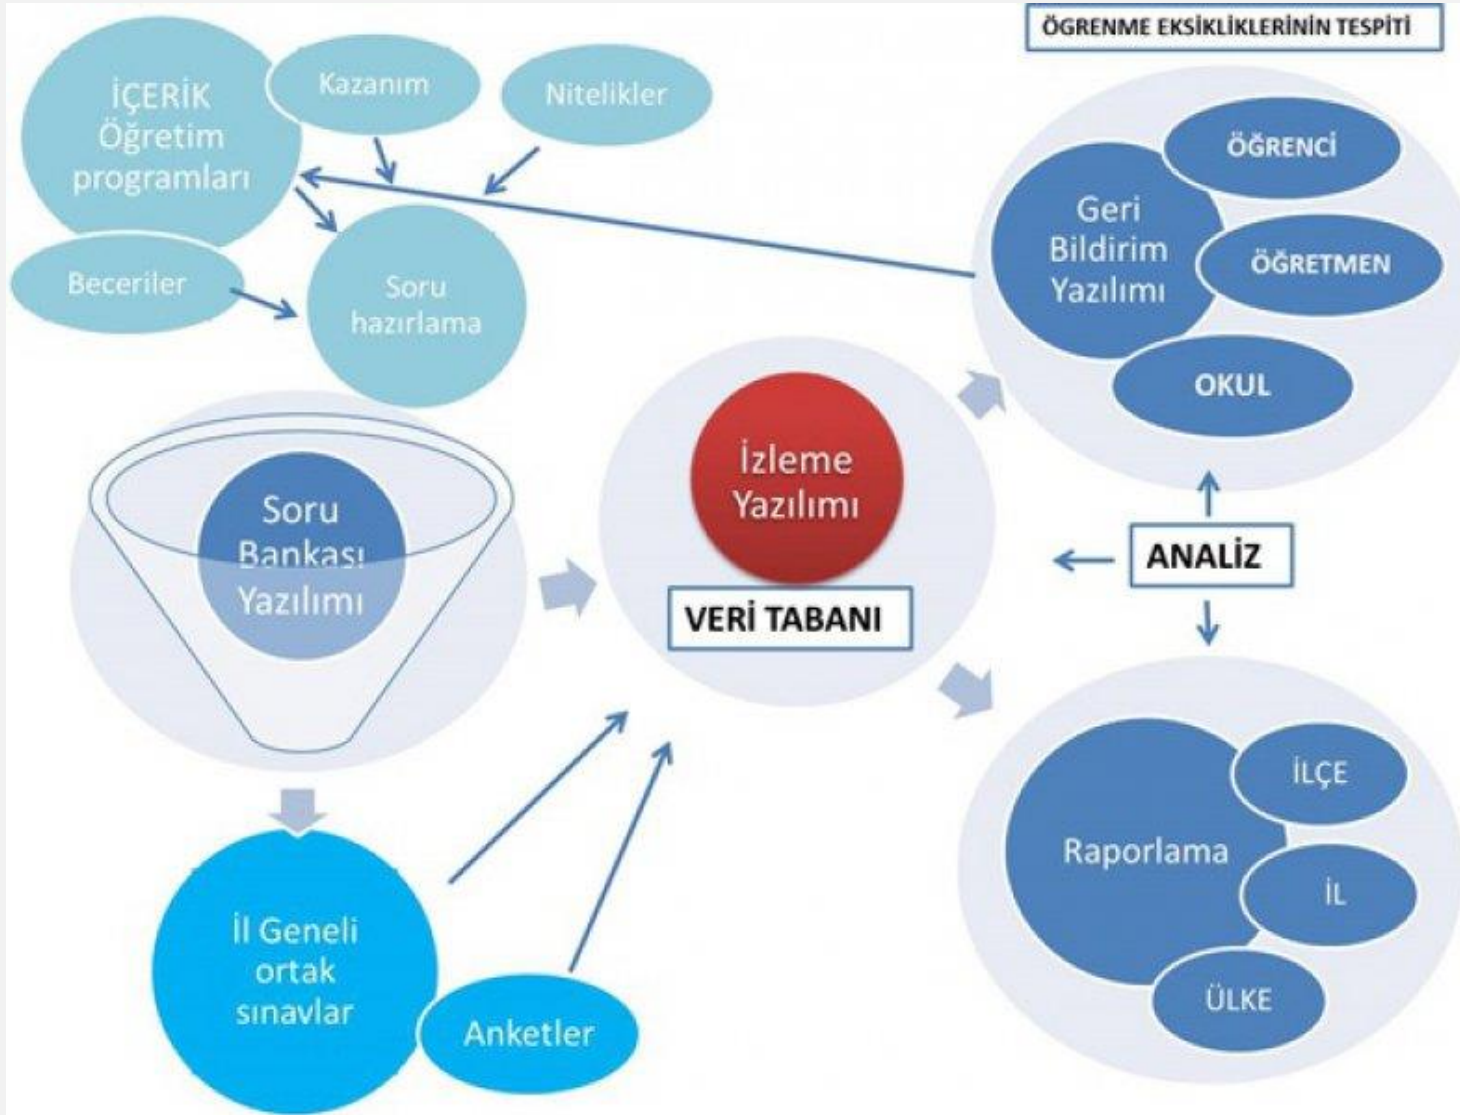 ÖGRENME EKSİKLİKLERİNİN TESPİTİ
İÇERİK
Öğretim
programları
Kazanım
Nitelikler
Beceriler
Soru
hazırlama
Geri
Bildirim
Yazılımı
ÖĞRENCİ
ÖĞRETMEN
OKUL
Soru
Bankası
Yazılımı
İzleme
Yazılımı
VERİ TABANI
ANALİZ
İl Geneli
ortak
sınavlar
Anketler
Raporlama
İLÇE
İL
ÜLKE